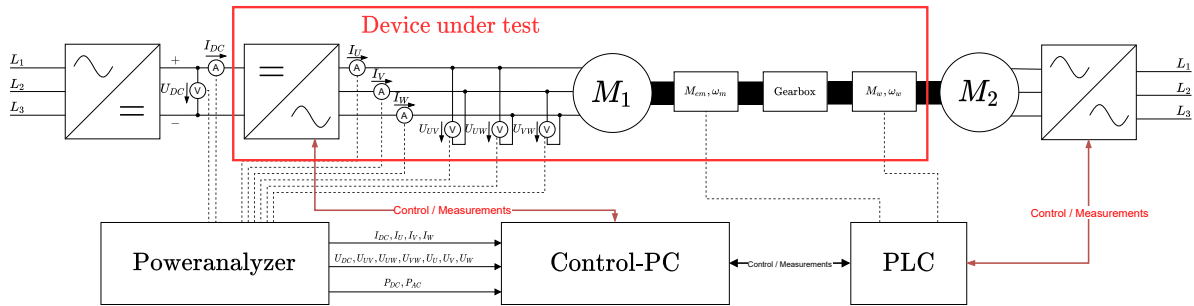 Device under test
L₁
L₂
L₃
+
−
I_DC
A
U_DC
V
I_U
A
I_V
A
I_W
A
U_UV
V
U_UW
V
U_VW
V
M₁
M_em, ω_m
Gearbox
M_w, ω_w
M₂
L₁
L₂
L₃
Control / Measurements
Control / Measurements
Poweranalyzer
I_DC, I_U, I_V, I_W
U_DC, U_UV, U_UW, U_VW, U_U, U_V, U_W
P_DC, P_AC
Control-PC
Control / Measurements
PLC